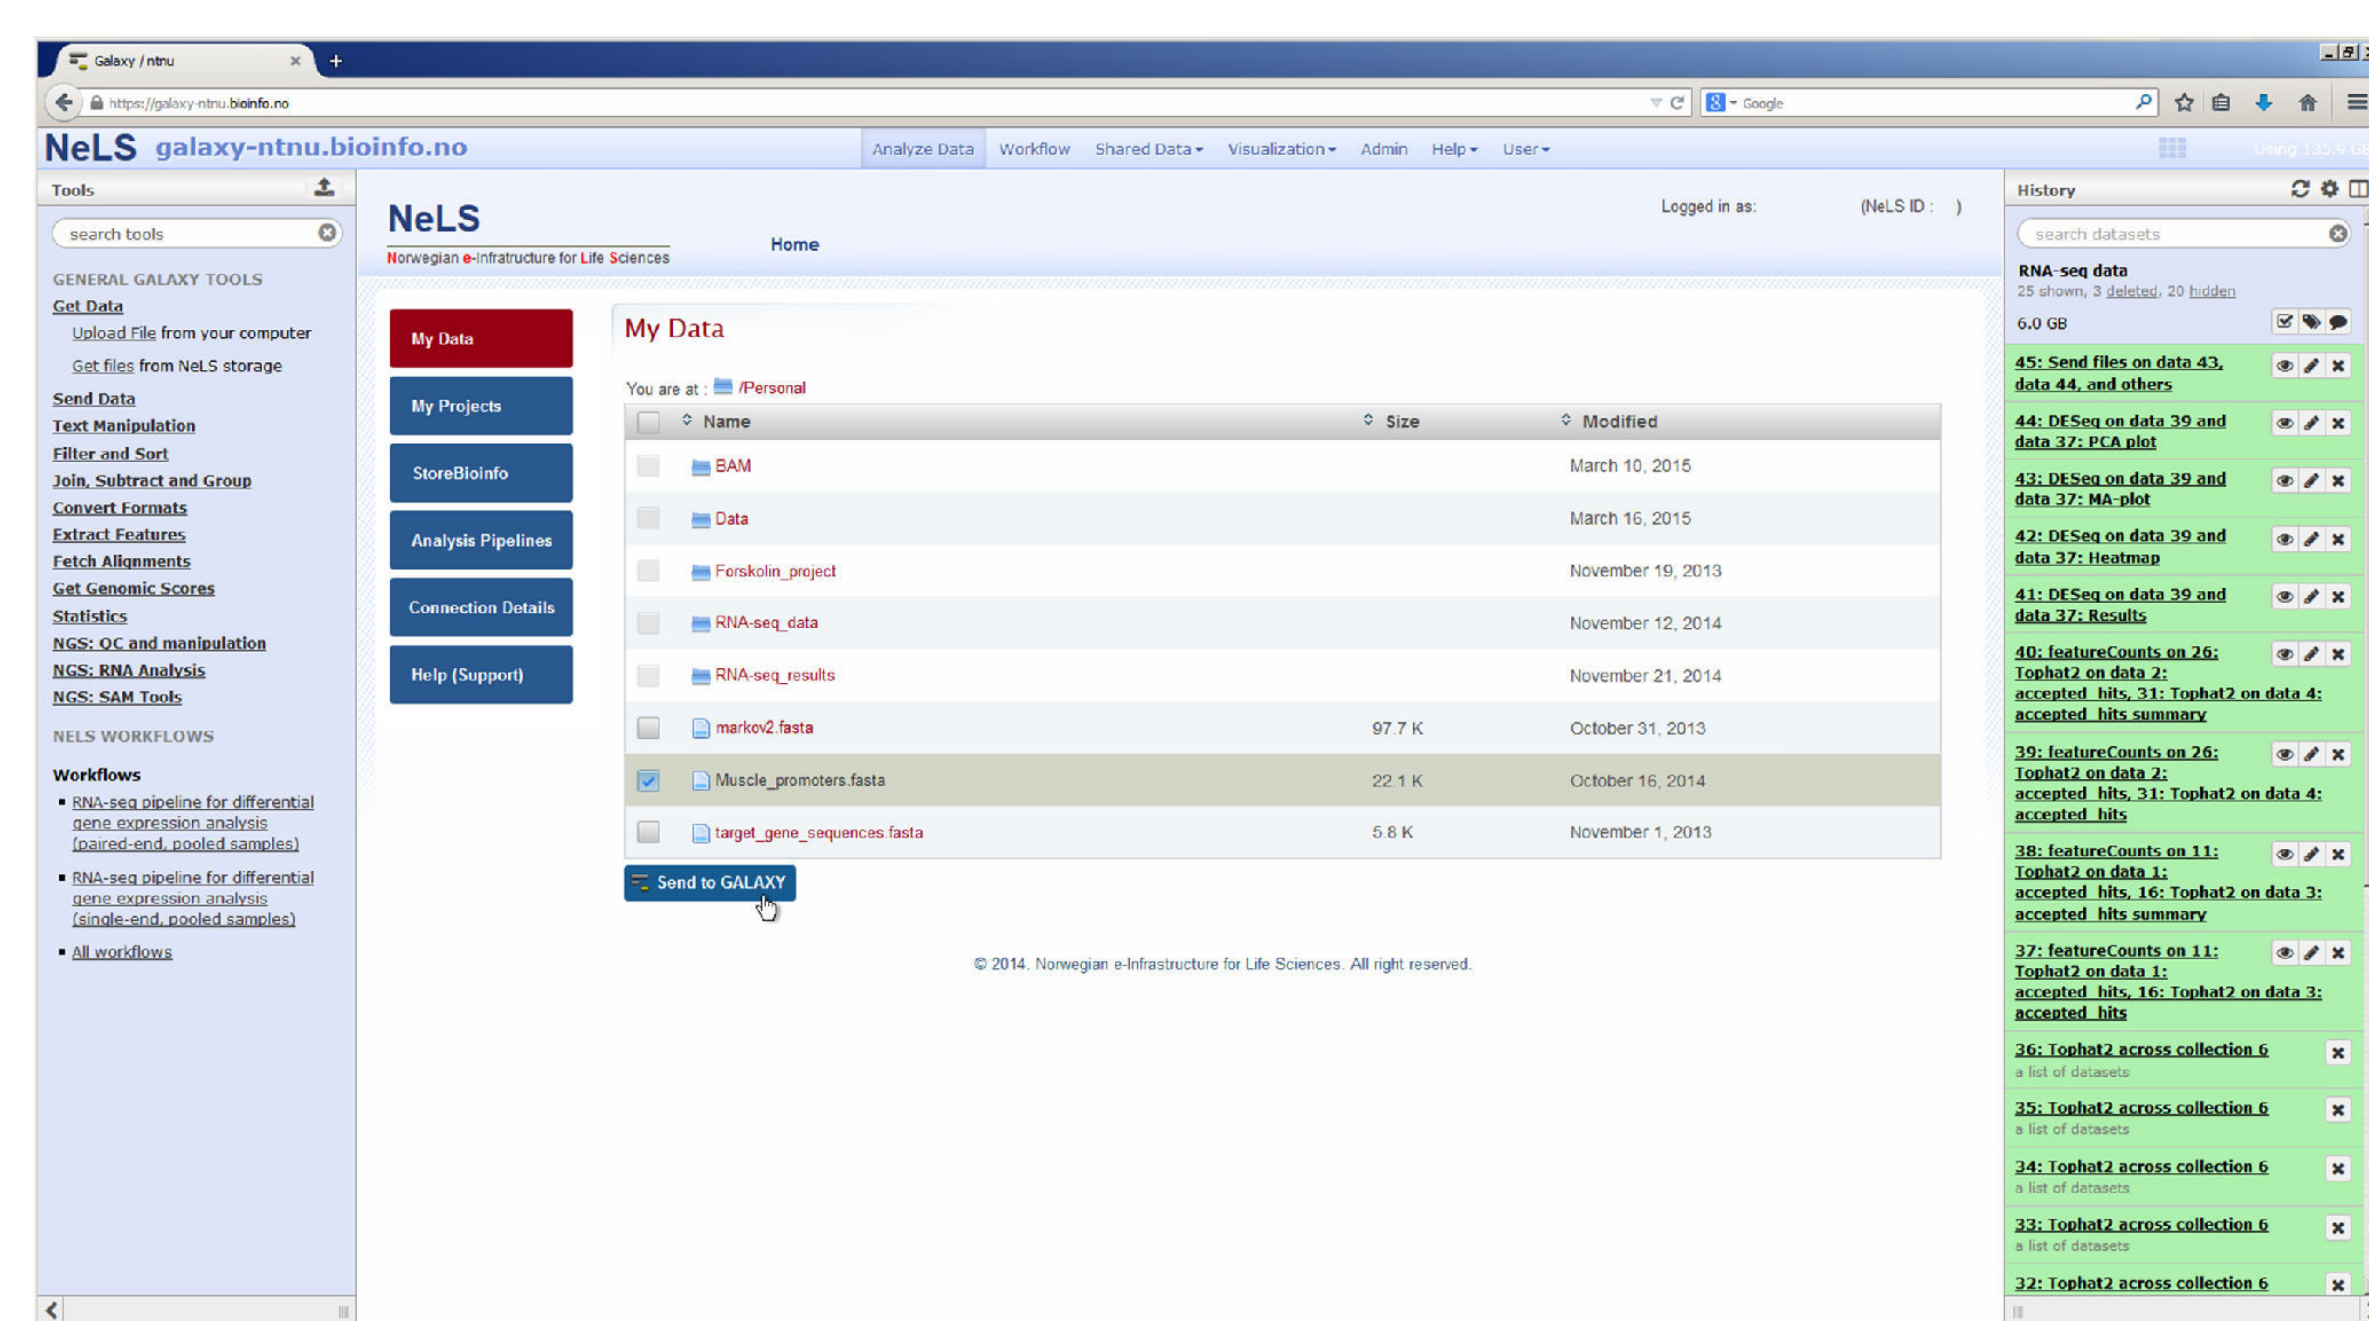 Galaxy / ntnu
https://galaxy-ntnu.bioinfo.no
Google
NeLS galaxy-ntnu.bioinfo.no
Analyze Data Workflow Shared Data Visualization Admin Help User
Using 135.9 GB
Tools
search tools
GENERAL GALAXY TOOLS
Get Data
Upload File from your computer
Get files from NeLS storage
Send Data
Text Manipulation
Filter and Sort
Join, Subtract and Group
Convert Formats
Extract Features
Fetch Alignments
Get Genomic Scores
Statistics
NGS: QC and manipulation
NGS: RNA Analysis
NGS: SAM Tools
NELS WORKFLOWS
Workflows
RNA-seq pipeline for differential
gene expression analysis
(paired-end, pooled samples)
RNA-seq pipeline for differential
gene expression analysis
(single-end, pooled samples)
All workflows
NeLS
Norwegian e-Infratructure for Life Sciences
Home
Logged in as: (NeLS ID : )
My Data
My Projects
StoreBioinfo
Analysis Pipelines
Connection Details
Help (Support)
My Data
You are at : /Personal
Name Size Modified
BAM March 10, 2015
Data March 16, 2015
Forskolin_project November 19, 2013
RNA-seq_data November 12, 2014
RNA-seq_results November 21, 2014
markov2.fasta 97.7 K October 31, 2013
Muscle_promoters.fasta 22.1 K October 16, 2014
target_gene_sequences.fasta 5.8 K November 1, 2013
Send to GALAXY
© 2014. Norwegian e-Infrastructure for Life Sciences. All right reserved.
History
search datasets
RNA-seq data
25 shown, 3 deleted, 20 hidden
6.0 GB
45: Send files on data 43,
data 44, and others
44: DESeq on data 39 and
data 37: PCA plot
43: DESeq on data 39 and
data 37: MA-plot
42: DESeq on data 39 and
data 37: Heatmap
41: DESeq on data 39 and
data 37: Results
40: featureCounts on 26:
Tophat2 on data 2:
accepted_hits, 31: Tophat2 on data 4:
accepted_hits summary
39: featureCounts on 26:
Tophat2 on data 2:
accepted_hits, 31: Tophat2 on data 4:
accepted_hits
38: featureCounts on 11:
Tophat2 on data 1:
accepted_hits, 16: Tophat2 on data 3:
accepted_hits summary
37: featureCounts on 11:
Tophat2 on data 1:
accepted_hits, 16: Tophat2 on data 3:
accepted_hits
36: Tophat2 across collection 6
a list of datasets
35: Tophat2 across collection 6
a list of datasets
34: Tophat2 across collection 6
a list of datasets
33: Tophat2 across collection 6
a list of datasets
32: Tophat2 across collection 6